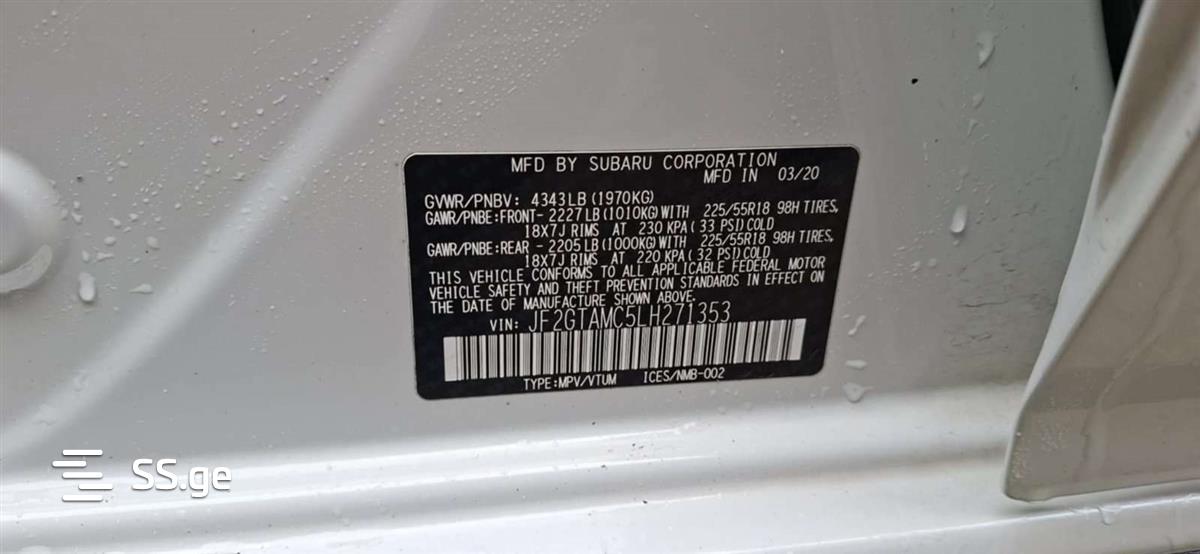 MFD BY SUBARU CORPORATION
MFD IN 03/20
GVWR/PNBV: 4343LB(1970KG)
GAWR/PNBE:FRONT- 2227LB(1010KG)WITH 225/55R18 98H TIRES,
18X7J RIMS AT 230 KPA(33 PSI)COLD
GAWR/PNBE:REAR - 2205LB(1000KG)WITH 225/55R18 98H TIRES,
18X7J RIMS AT 220 KPA(32 PSI)COLD
THIS VEHICLE CONFORMS TO ALL APPLICABLE FEDERAL MOTOR
VEHICLE SAFETY AND THEFT PREVENTION STANDARDS IN EFFECT ON
THE DATE OF MANUFACTURE SHOWN ABOVE.
VIN: JF2GTAMC5LH271353
TYPE:MPV/VTUM ICES/NMB-002
SS.ge